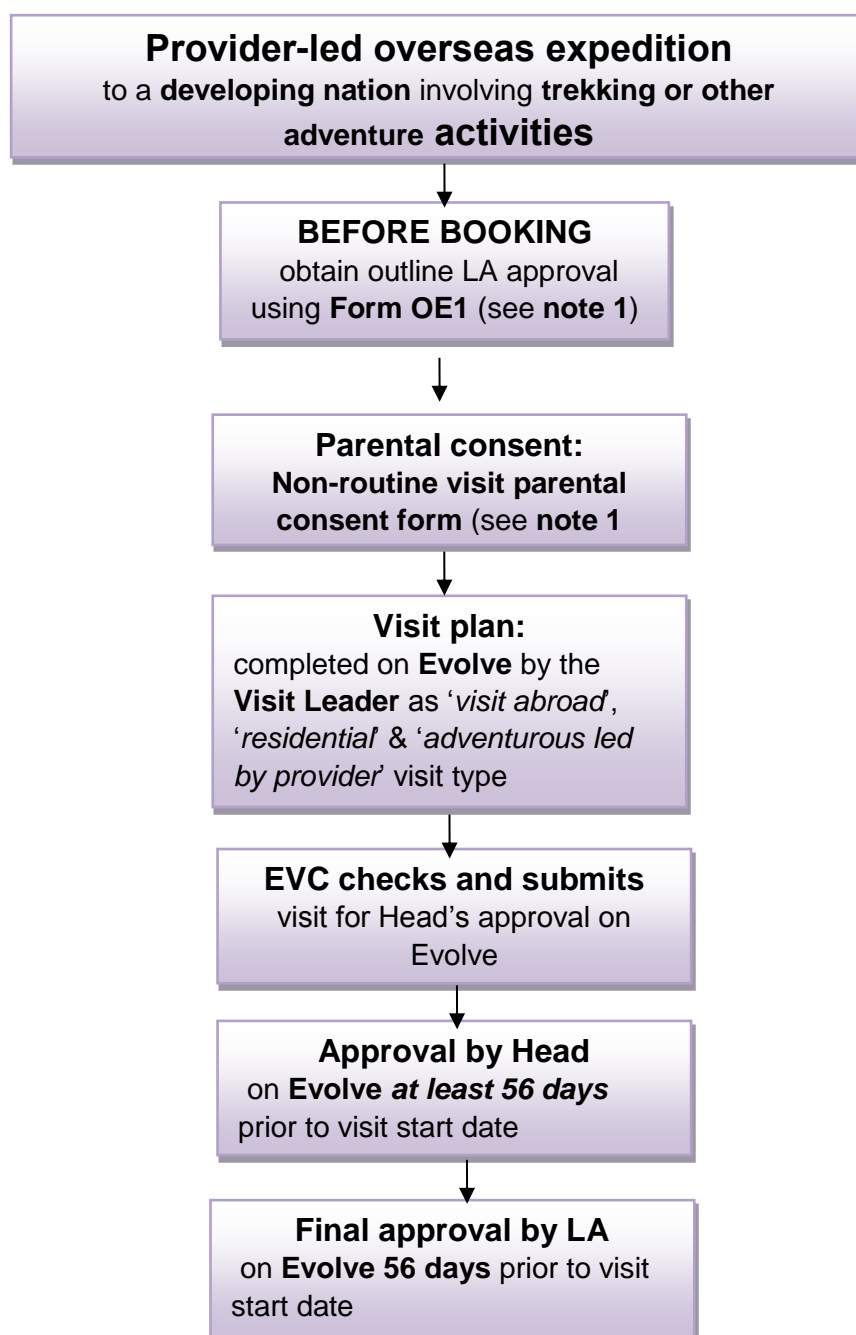 Provider-led overseas expedition
to a developing nation involving trekking or other
adventure activities
BEFORE BOOKING
obtain outline LA approval
using Form OE1 (see note 1)
Parental consent:
Non-routine visit parental
consent form (see note 1
Visit plan:
completed on Evolve by the
Visit Leader as ‘visit abroad’,
‘residential’ & ‘adventurous led
by provider’ visit type
EVC checks and submits
visit for Head’s approval on
Evolve
Approval by Head
on Evolve at least 56 days
prior to visit start date
Final approval by LA
on Evolve 56 days prior to visit
start date